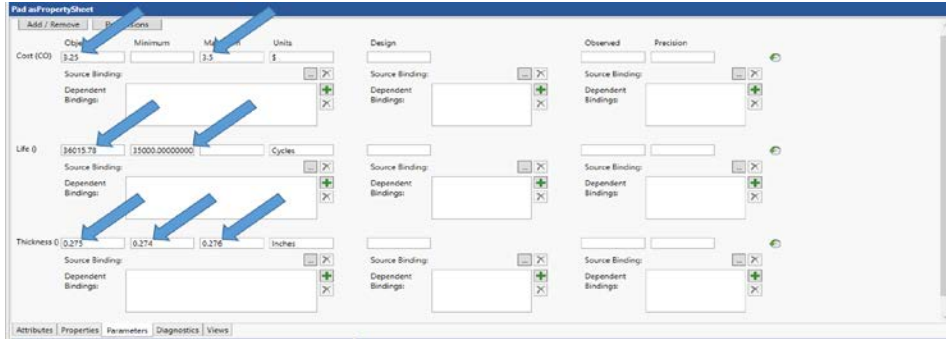 Pad asPropertySheet
Add / Remove
Minimum Units Design Observed Precision
Cost (CO) 3.25 3.5 $
Source Binding: ... Source Binding: ... Source Binding: ...
Dependent Dependent Dependent
Bindings: Bindings: Bindings:
Life () 36015.78 35000.00000000 Cycles
Source Binding: ... Source Binding: ... Source Binding: ...
Dependent Dependent Dependent
Bindings: Bindings: Bindings:
Thickness () 0.275 0.274 0.276 Inches
Source Binding: ... Source Binding: ... Source Binding: ...
Dependent Dependent Dependent
Bindings: Bindings: Bindings:
Attributes Properties Parameters Diagnostics Views